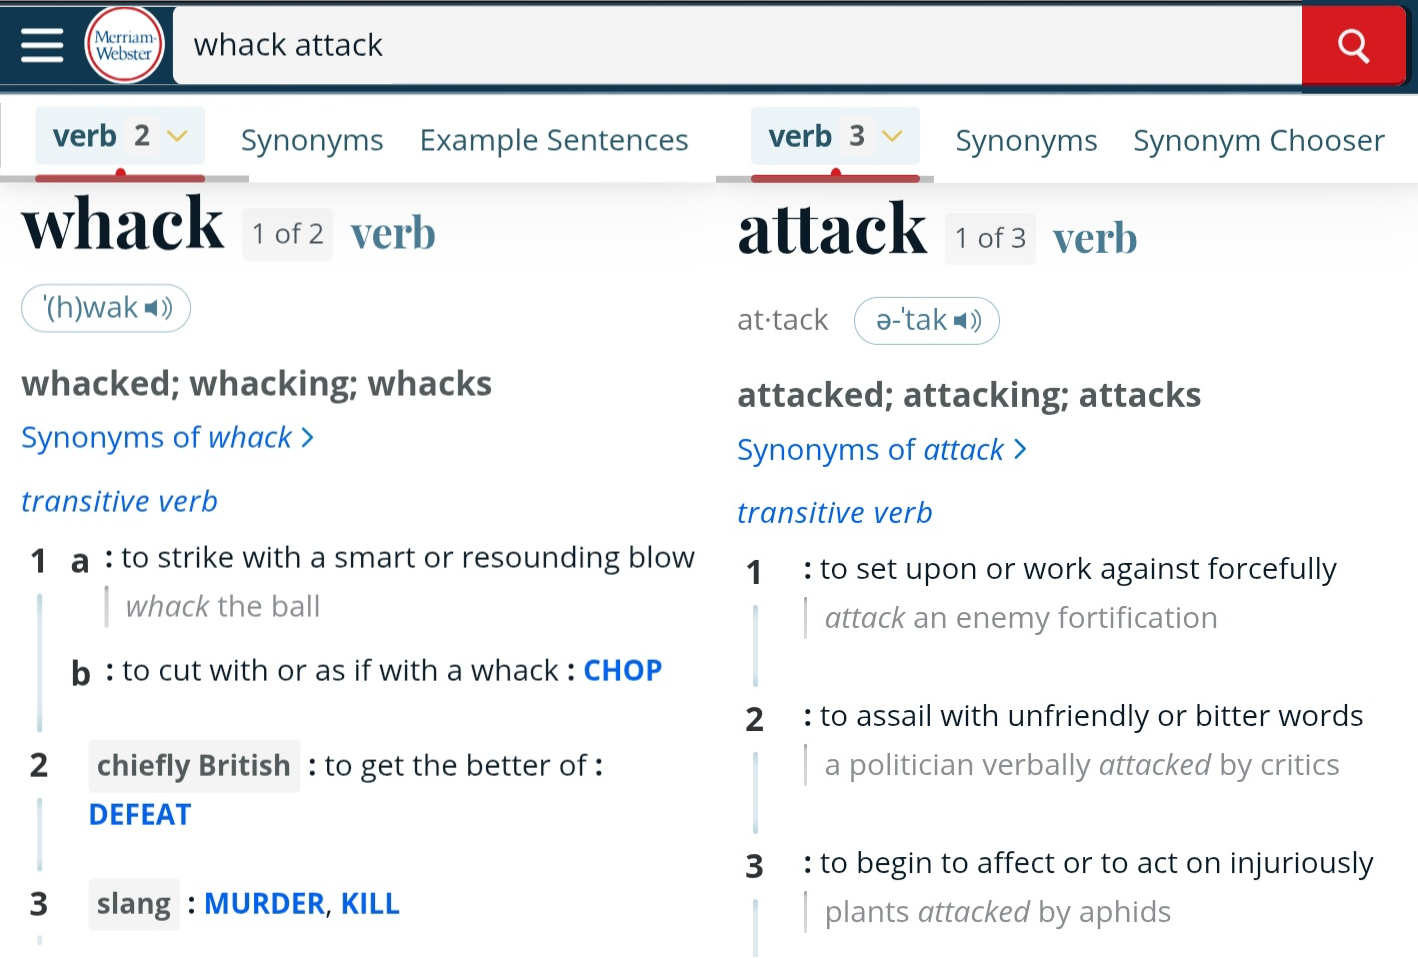 Merriam-
Webster
whack attack
verb 2
Synonyms
Example Sentences
whack 1 of 2 verb
ˈ(h)wak
whacked; whacking; whacks
Synonyms of whack
transitive verb
1 a : to strike with a smart or resounding blow
whack the ball
b : to cut with or as if with a whack : CHOP
2 chiefly British : to get the better of :
DEFEAT
3 slang : MURDER, KILL
verb 3
Synonyms
Synonym Chooser
attack 1 of 3 verb
at·tack ə-ˈtak
attacked; attacking; attacks
Synonyms of attack
transitive verb
1 : to set upon or work against forcefully
attack an enemy fortification
2 : to assail with unfriendly or bitter words
a politician verbally attacked by critics
3 : to begin to affect or to act on injuriously
plants attacked by aphids